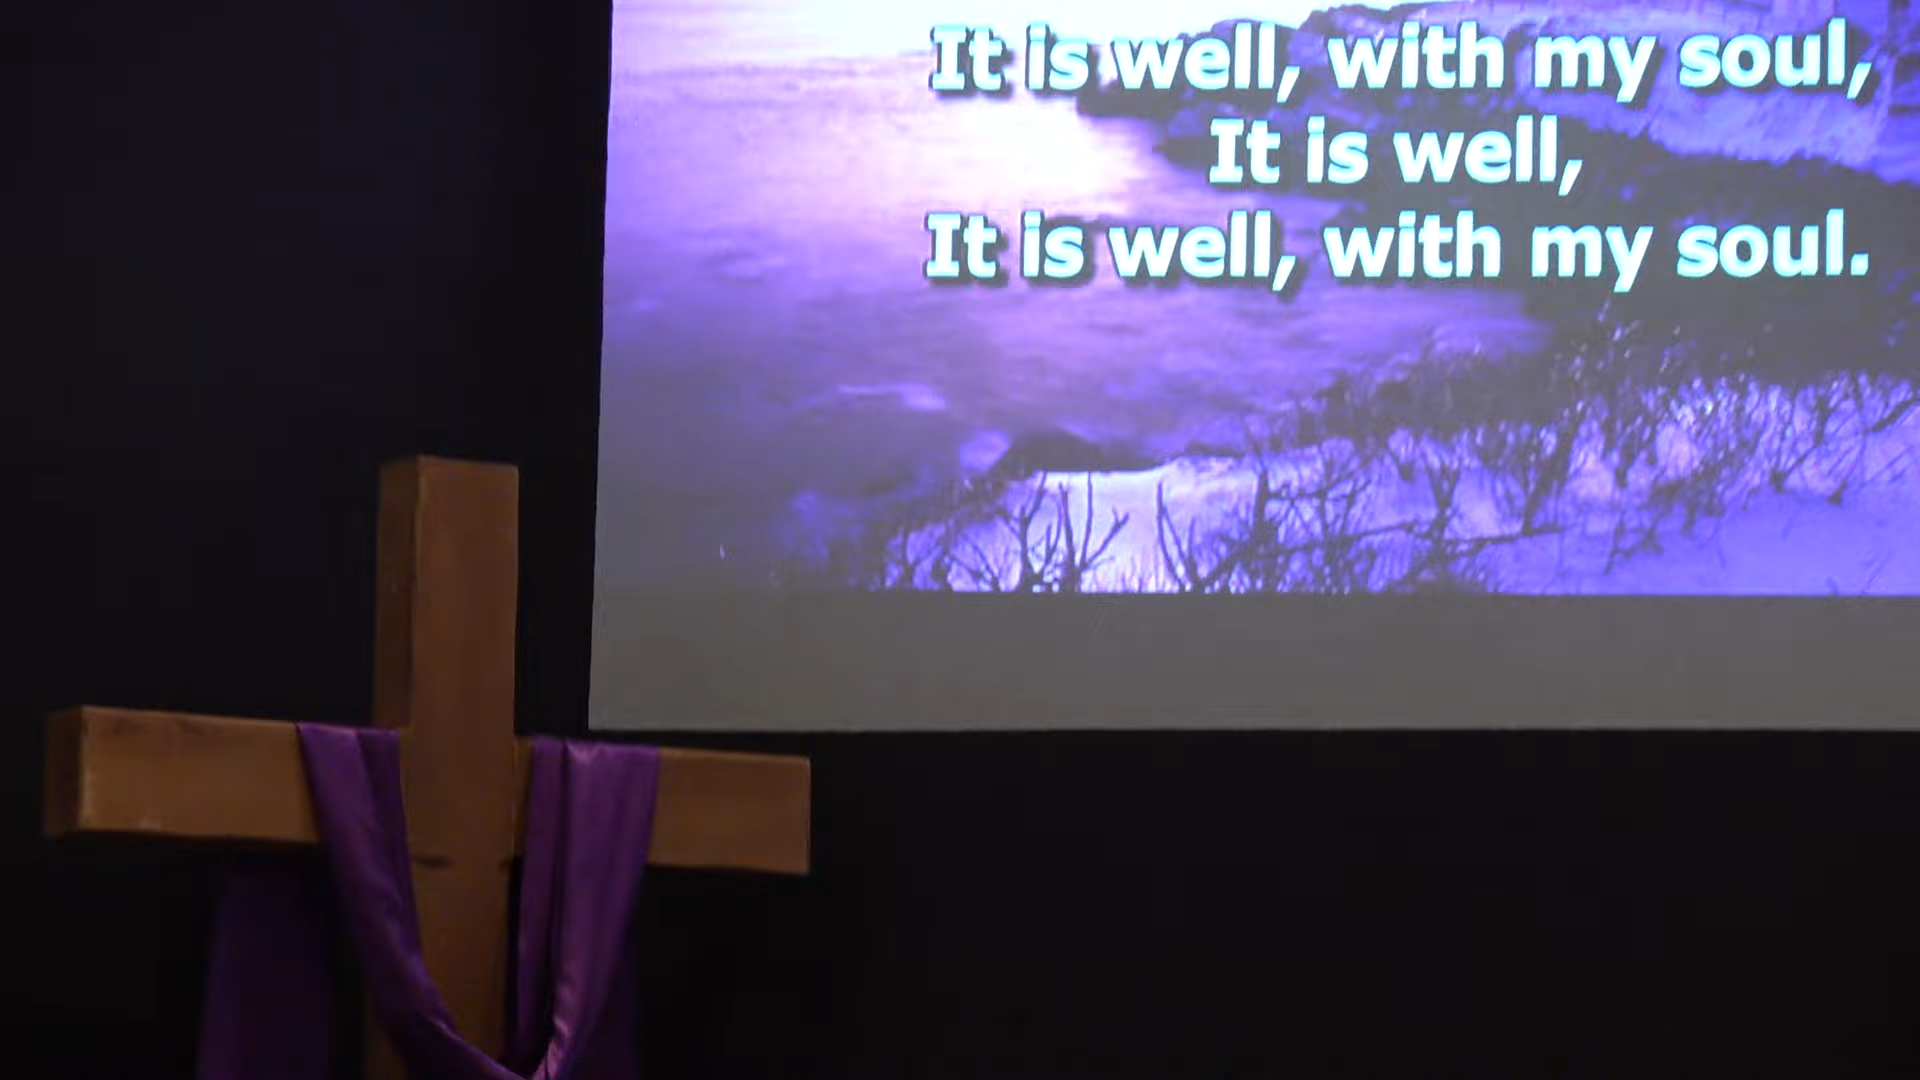 It is well, with my soul,
It is well,
It is well, with my soul.